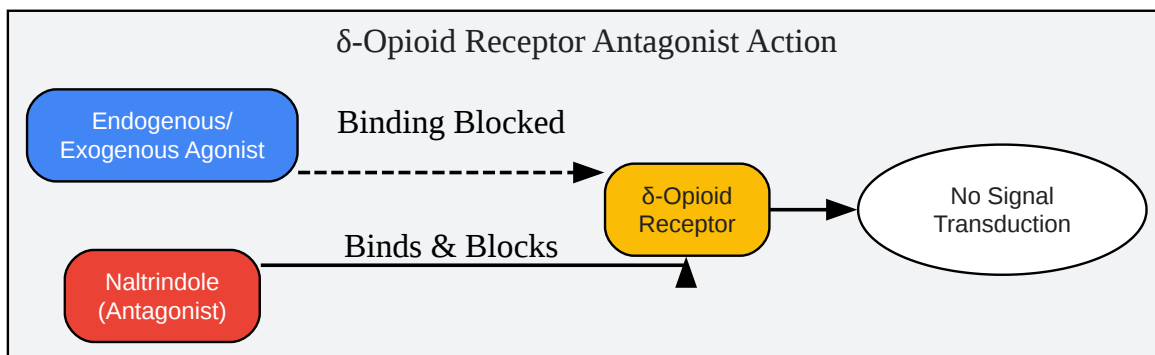 δ-Opioid Receptor Antagonist Action
Endogenous/
Exogenous Agonist
Binding Blocked
δ-Opioid
Receptor
No Signal
Transduction
Binds & Blocks
Naltrindole
(Antagonist)